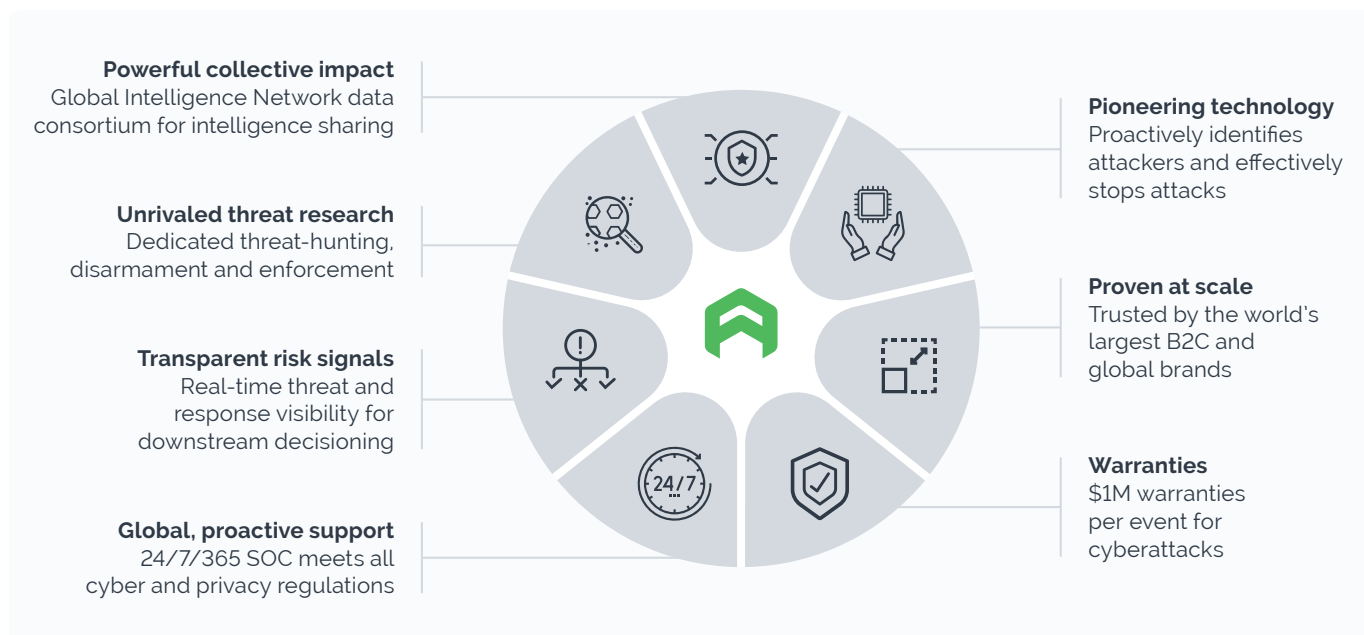 Powerful collective impact
Global Intelligence Network data
consortium for intelligence sharing
Unrivaled threat research
Dedicated threat-hunting,
disarmament and enforcement
Transparent risk signals
Real-time threat and
response visibility for
downstream decisioning
Global, proactive support
24/7/365 SOC meets all
cyber and privacy regulations
24/7
Pioneering technology
Proactively identifies
attackers and effectively
stops attacks
Proven at scale
Trusted by the world's
largest B2C and
global brands
Warranties
$1M warranties
per event for
cyberattacks